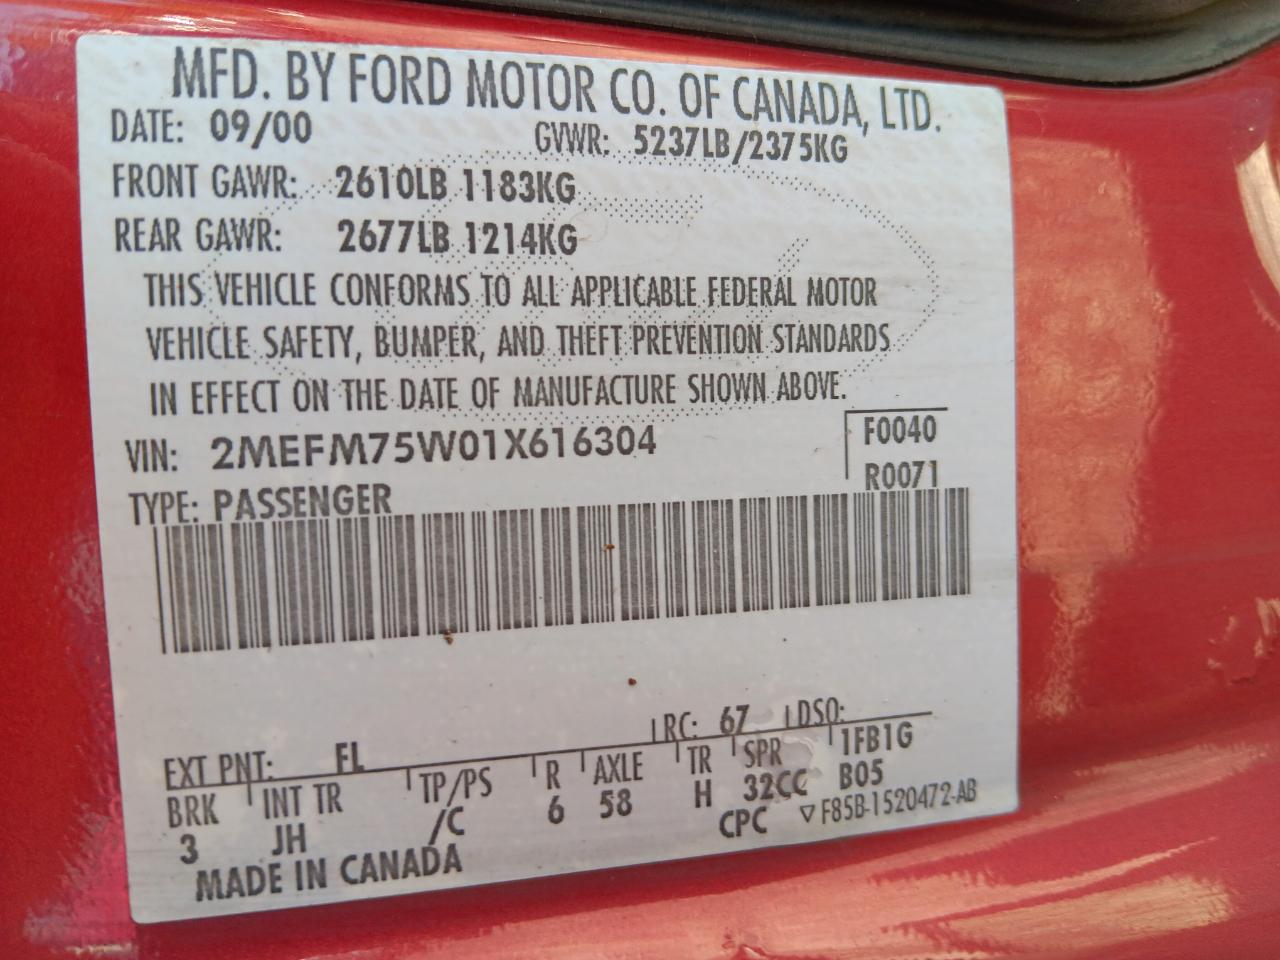 MFD. BY FORD MOTOR CO. OF CANADA, LTD.
DATE: 09/00 GVWR: 5237LB/2375KG
FRONT GAWR: 2610LB 1183KG
REAR GAWR: 2677LB 1214KG
THIS VEHICLE CONFORMS TO ALL APPLICABLE FEDERAL MOTOR
VEHICLE SAFETY, BUMPER, AND THEFT PREVENTION STANDARDS
IN EFFECT ON THE DATE OF MANUFACTURE SHOWN ABOVE.
VIN: 2MEFM75W01X616304 F0040
TYPE: PASSENGER R0071
EXT PNT: FL RC: 67 DSO:
BRK INT TR TP/PS R AXLE TR SPR 1FB1G
3 JH /C 6 58 H 32CC B05
MADE IN CANADA CPC ▽ F85B-1520472-AB